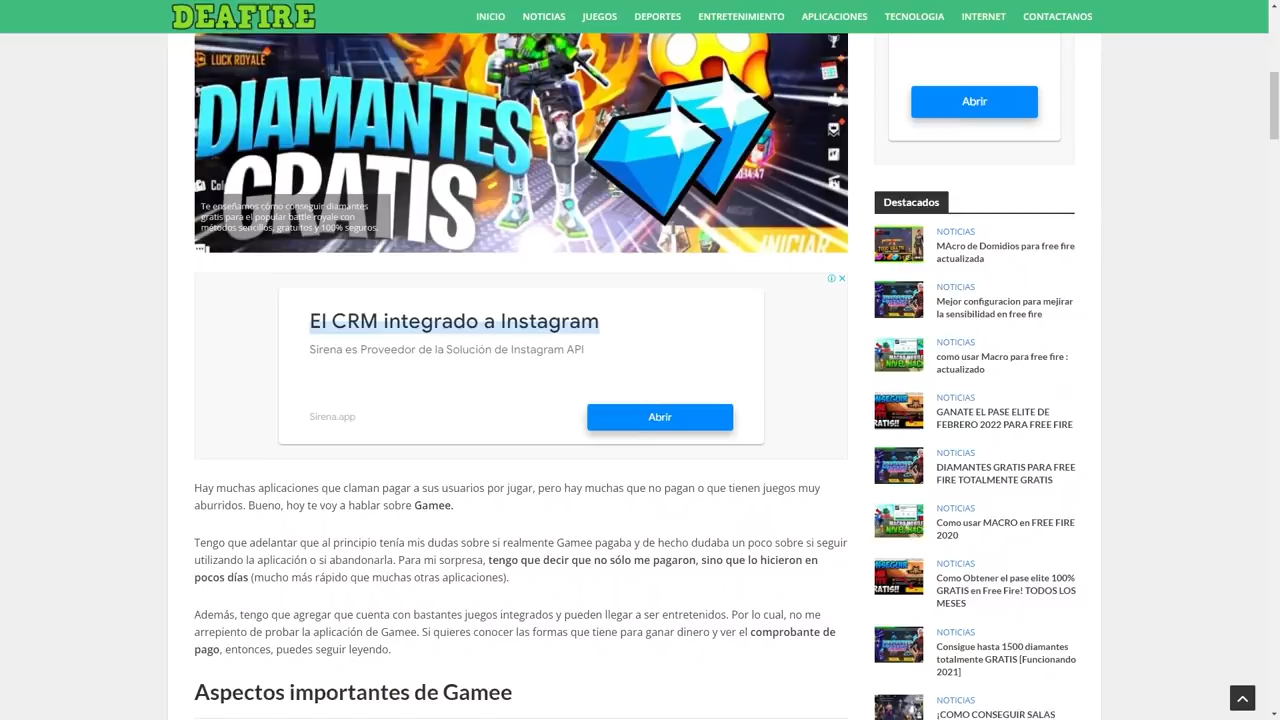 DEAFIRE
INICIO NOTICIAS JUEGOS DEPORTES ENTRETENIMIENTO APLICACIONES TECNOLOGIA INTERNET CONTACTANOS
LUCK ROYALE
DIAMANTES
GRATIS
Te enseñamos cómo conseguir diamantes
gratis para el popular battle royale con
métodos sencillos, gratuitos y 100% seguros.
INICIAR
El CRM integrado a Instagram
Sirena es Proveedor de la Solución de Instagram API
Sirena.app
Abrir
Hay muchas aplicaciones que claman pagar a sus usuarios por jugar, pero hay muchas que no pagan o que tienen juegos muy
aburridos. Bueno, hoy te voy a hablar sobre Gamee.
Tengo que adelantar que al principio tenía mis dudas sobre si realmente Gamee pagaba y de hecho dudaba un poco sobre si seguir
utilizando la aplicación o si abandonarla. Para mi sorpresa tengo que decir que no sólo me pagaron, sino que lo hicieron en
pocos días (mucho más rápido que muchas otras aplicaciones).
Además, tengo que agregar que cuenta con bastantes juegos integrados y pueden llegar a ser entretenidos. Por lo cual, no me
arrepiento de probar la aplicación de Gamee. Si quieres conocer las formas que tiene para ganar dinero y ver el comprobante de
pago, entonces, puedes seguir leyendo.
Aspectos importantes de Gamee
Abrir
Destacados
NOTICIAS
MAcro de Domidios para free fire
actualizada
NOTICIAS
Mejor configuracion para mejirar
la sensibilidad en free fire
NOTICIAS
como usar Macro para free fire :
actualizado
NOTICIAS
GANATE EL PASE ELITE DE
FEBRERO 2022 PARA FREE FIRE
NOTICIAS
DIAMANTES GRATIS PARA FREE
FIRE TOTALMENTE GRATIS
NOTICIAS
Como usar MACRO en FREE FIRE
2020
NOTICIAS
Como Obtener el pase elite 100%
GRATIS en Free Fire! TODOS LOS
MESES
NOTICIAS
Consigue hasta 1500 diamantes
totalmente GRATIS [Funcionando
2021]
NOTICIAS
¡COMO CONSEGUIR SALAS